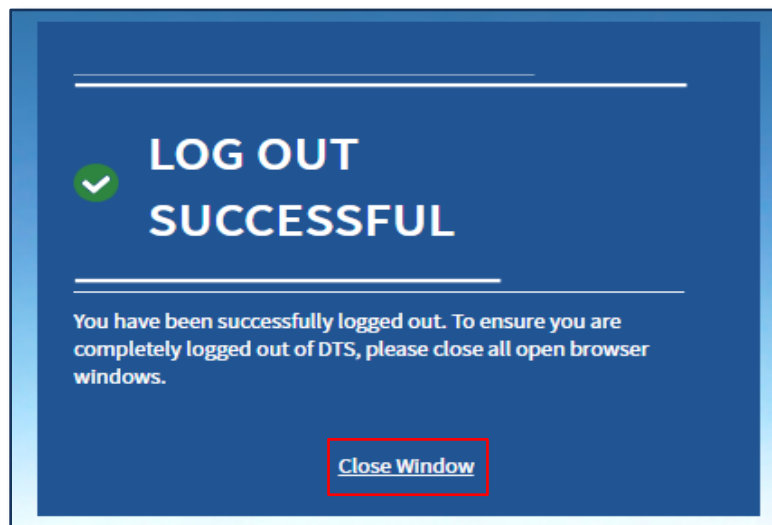 LOG OUT
SUCCESSFUL
You have been successfully logged out. To ensure you are
completely logged out of DTS, please close all open browser
windows.
Close Window